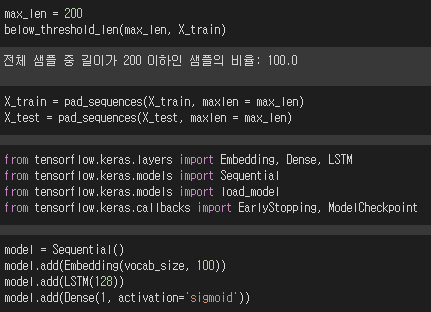 max_len = 200
below_threshold_len(max_len, X_train)
전체 샘플 중 길이가 200 이하인 샘플의 비율: 100.0
X_train = pad_sequences(X_train, maxlen = max_len)
X_test = pad_sequences(X_test, maxlen = max_len)
from tensorflow.keras.layers import Embedding, Dense, LSTM
from tensorflow.keras.models import Sequential
from tensorflow.keras.models import load_model
from tensorflow.keras.callbacks import EarlyStopping, ModelCheckpoint
model = Sequential()
model.add(Embedding(vocab_size, 100))
model.add(LSTM(128))
model.add(Dense(1, activation='sigmoid'))